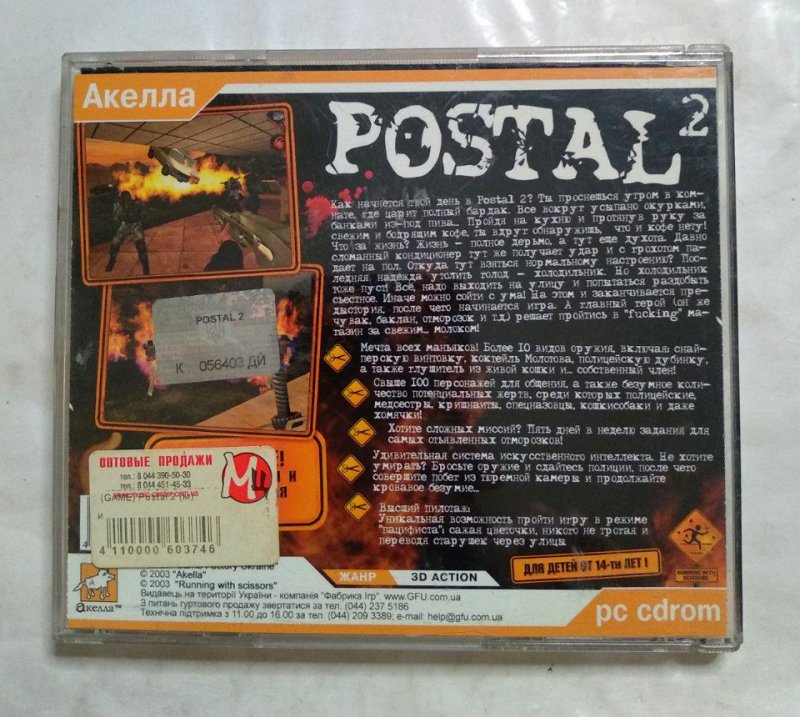 Акелла
POSTAL 2
Как начнется твой день в Postal 2? Ты проснешься утром в ком-
нате, где царит полный бардак. Все вокруг усыпано окурками,
банками из-под пива... Пройдя на кухню и протянув руку за
свежим и бодрящим кофе, ты вдруг обнаружишь, что и кофе нету!
Что за жизнь? Жизнь - полное дерьмо, а тут еще духота. Давно
сломанный кондиционер тут же получает удар и с грохотом па-
дает на пол. Откуда тут взяться нормальному настроению? Пос-
ледняя надежда утолить голод - холодильник. Но холодильник
тоже пуст! Всё, надо выходить на улицу и попытаться раздобыть
съестное. Иначе можно сойти с ума! На этом и заканчивается пре-
дыстория, после чего начинается игра. А главный герой (он же
чувак, баклан, отморозок и т.д.) решает пройтись в "fucking" ма-
газин за свежим... молоком!
Мечта всех маньяков! Более 10 видов оружия, включая: снай-
перскую винтовку, коктейль Молотова, полицейскую дубинку,
а также глушитель из живой кошки и... собственный член!
Свыше 100 персонажей для общения, а также безумное коли-
чество потенциальных жертв, среди которых полицейские,
медсестры, кришнаиты, спецназовцы, кошкисобаки и даже
хомячки!
Хотите сложных миссий? Пять дней в неделю задания для
самых отъявленных отморозков!
Удивительная система искусственного интеллекта. Не хотите
умирать? Бросьте оружие и сдайтесь полиции, после чего
совершите побег из тюремной камеры и продолжайте
кровавое безумие...
Высший пилотаж:
Уникальная возможность пройти игру в режиме
"пацифиста": сажая цветочки, никого не трогая и
переводя старушек через улицы
POSTAL 2
К 056403 ДЙ
ОПТОВЫЕ ПРОДАЖИ
тел.: 8 044 390-50-30
тел.: 8 044 451-45-33
(GAME) Postal 2 (М)
и
4 110000 603746
RUNNING WITH SCISSORS
ДЛЯ ДЕТЕЙ ОТ 14-ти ЛЕТ !
ЖАНР 3D ACTION
Factory Ukraine
© 2003 "Akella"
© 2003 "Running with scissors"
Видавець на території України - компанія "Фабрика Ігр". www.GFU.com.ua
З питань гуртового продажу звертатися за тел. (044) 237 5186
Технічна підтримка з 11 00 до 16 00 за тел. (044) 209 3389; e-mail: help@gfu.com.ua
акелла™
pc cdrom